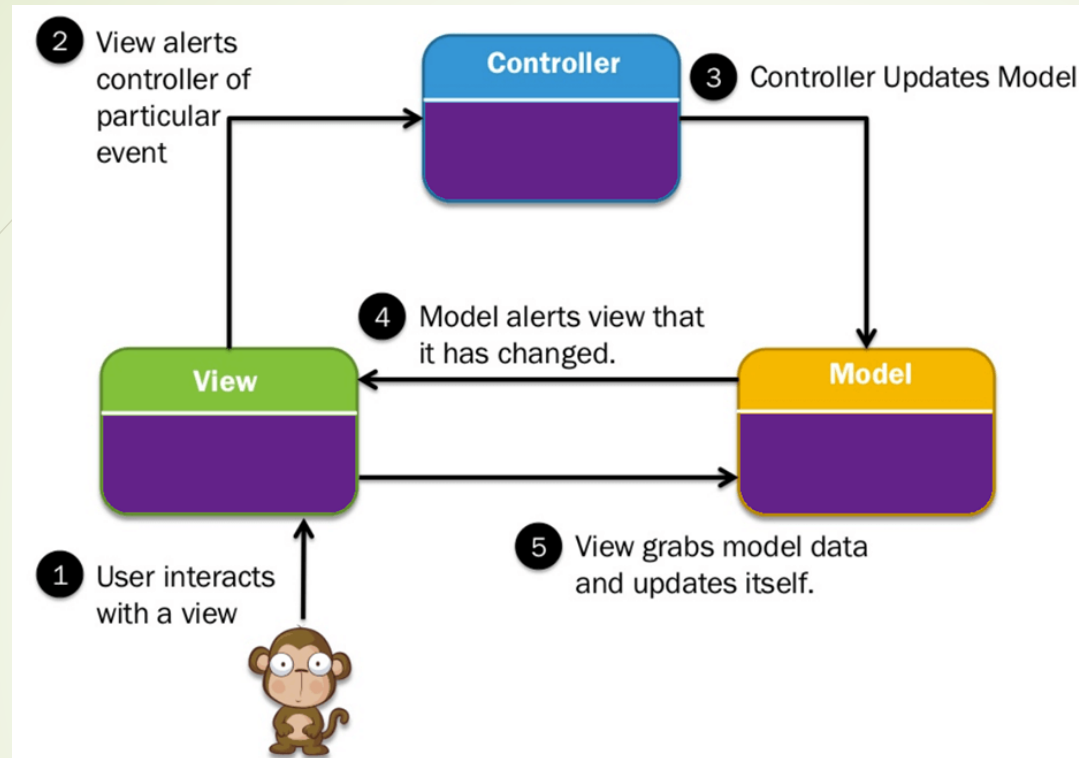 2 View alerts
controller of
particular
event
Controller
3 Controller Updates Model
4 Model alerts view that
it has changed.
View
Model
5 View grabs model data
and updates itself.
1 User interacts
with a view